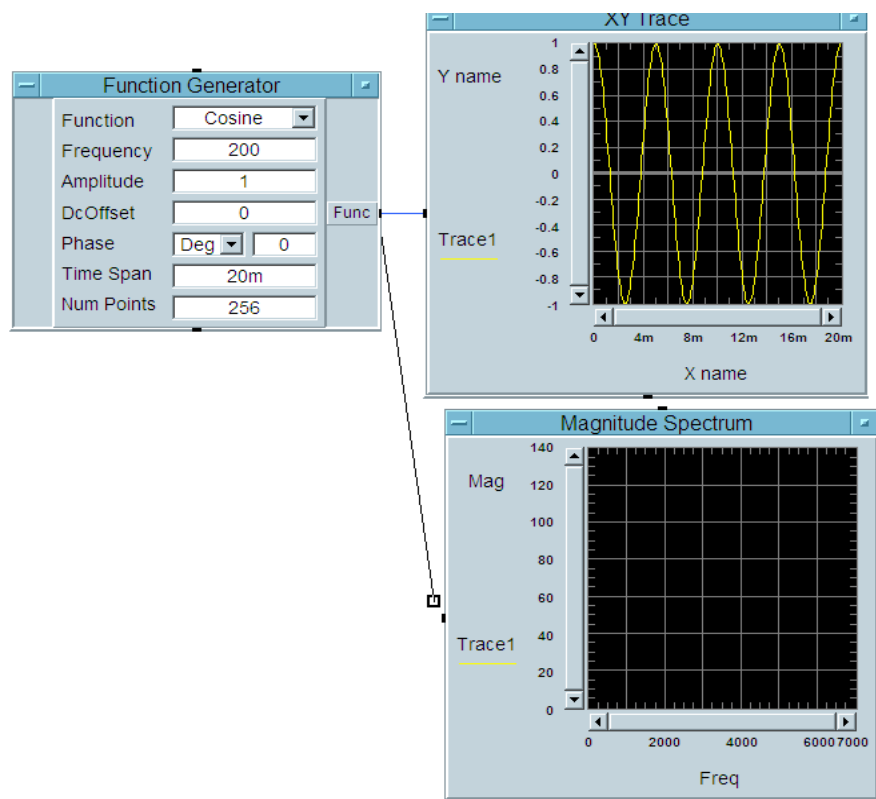 XY Trace
Y name
Trace1
1
0.8
0.6
0.4
0.2
0
-0.2
-0.4
-0.6
-0.8
-1
0 4m 8m 12m 16m 20m
X name
Function Generator
Function Cosine
Frequency 200
Amplitude 1
DcOffset 0
Phase Deg 0
Time Span 20m
Num Points 256
Func
Magnitude Spectrum
Mag
Trace1
140
120
100
80
60
40
20
0
0 2000 4000 6000 7000
Freq